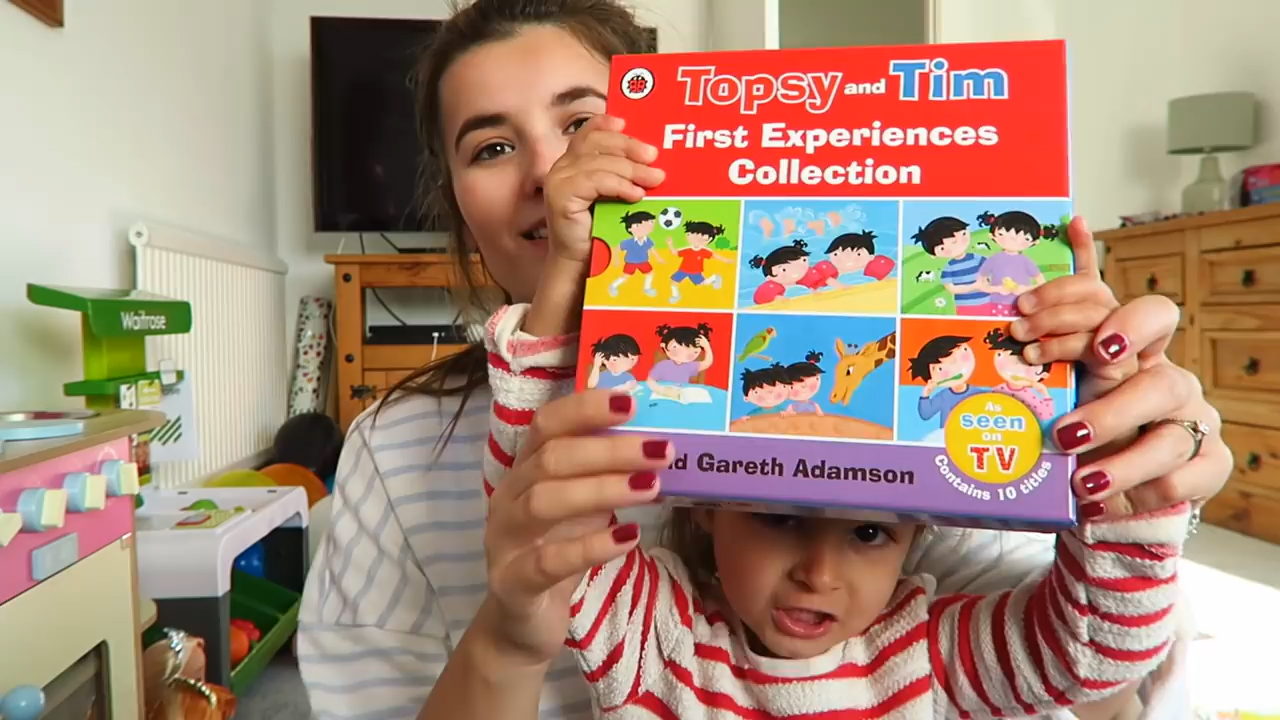 Topsy and Tim
First Experiences
Collection
Waitrose
d Gareth Adamson
As
seen
on
TV
Contains 10 titles